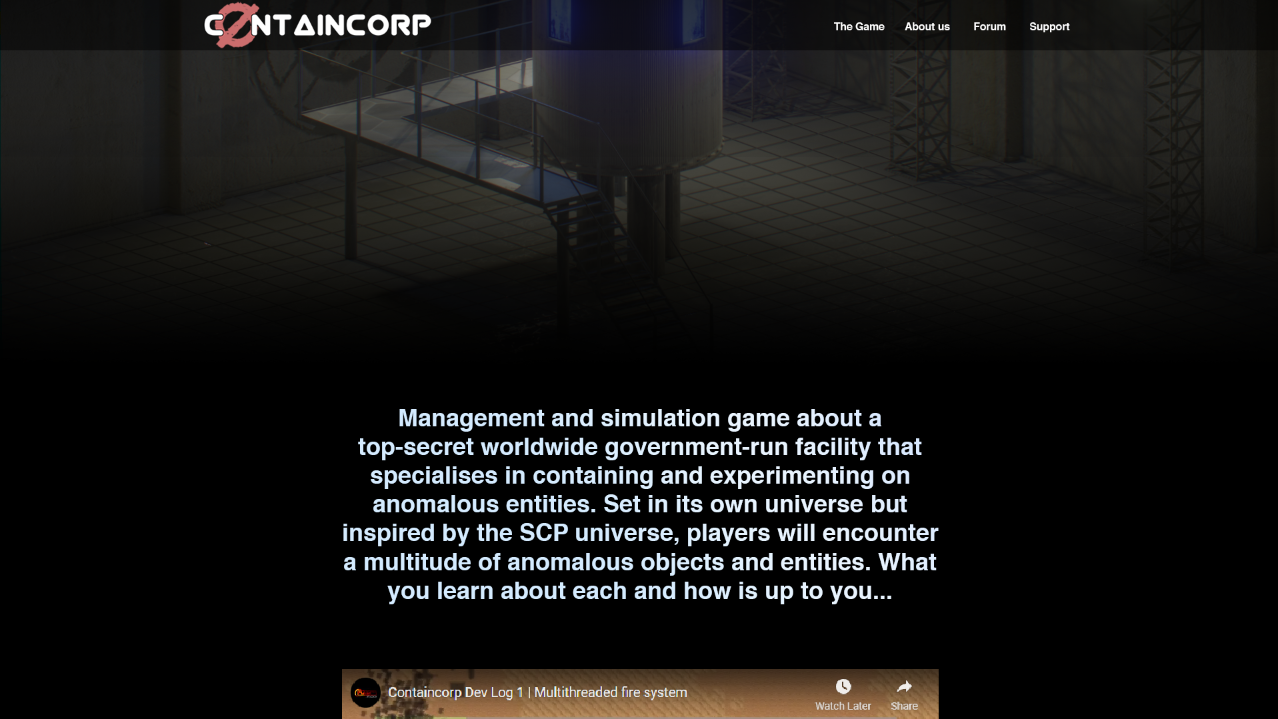 CØNTAINCORP
The Game
About us
Forum
Support
Management and simulation game about a
top-secret worldwide government-run facility that
specialises in containing and experimenting on
anomalous entities. Set in its own universe but
inspired by the SCP universe, players will encounter
a multitude of anomalous objects and entities. What
you learn about each and how is up to you...
Containcorp Dev Log 1 | Multithreaded fire system
Watch Later
Share